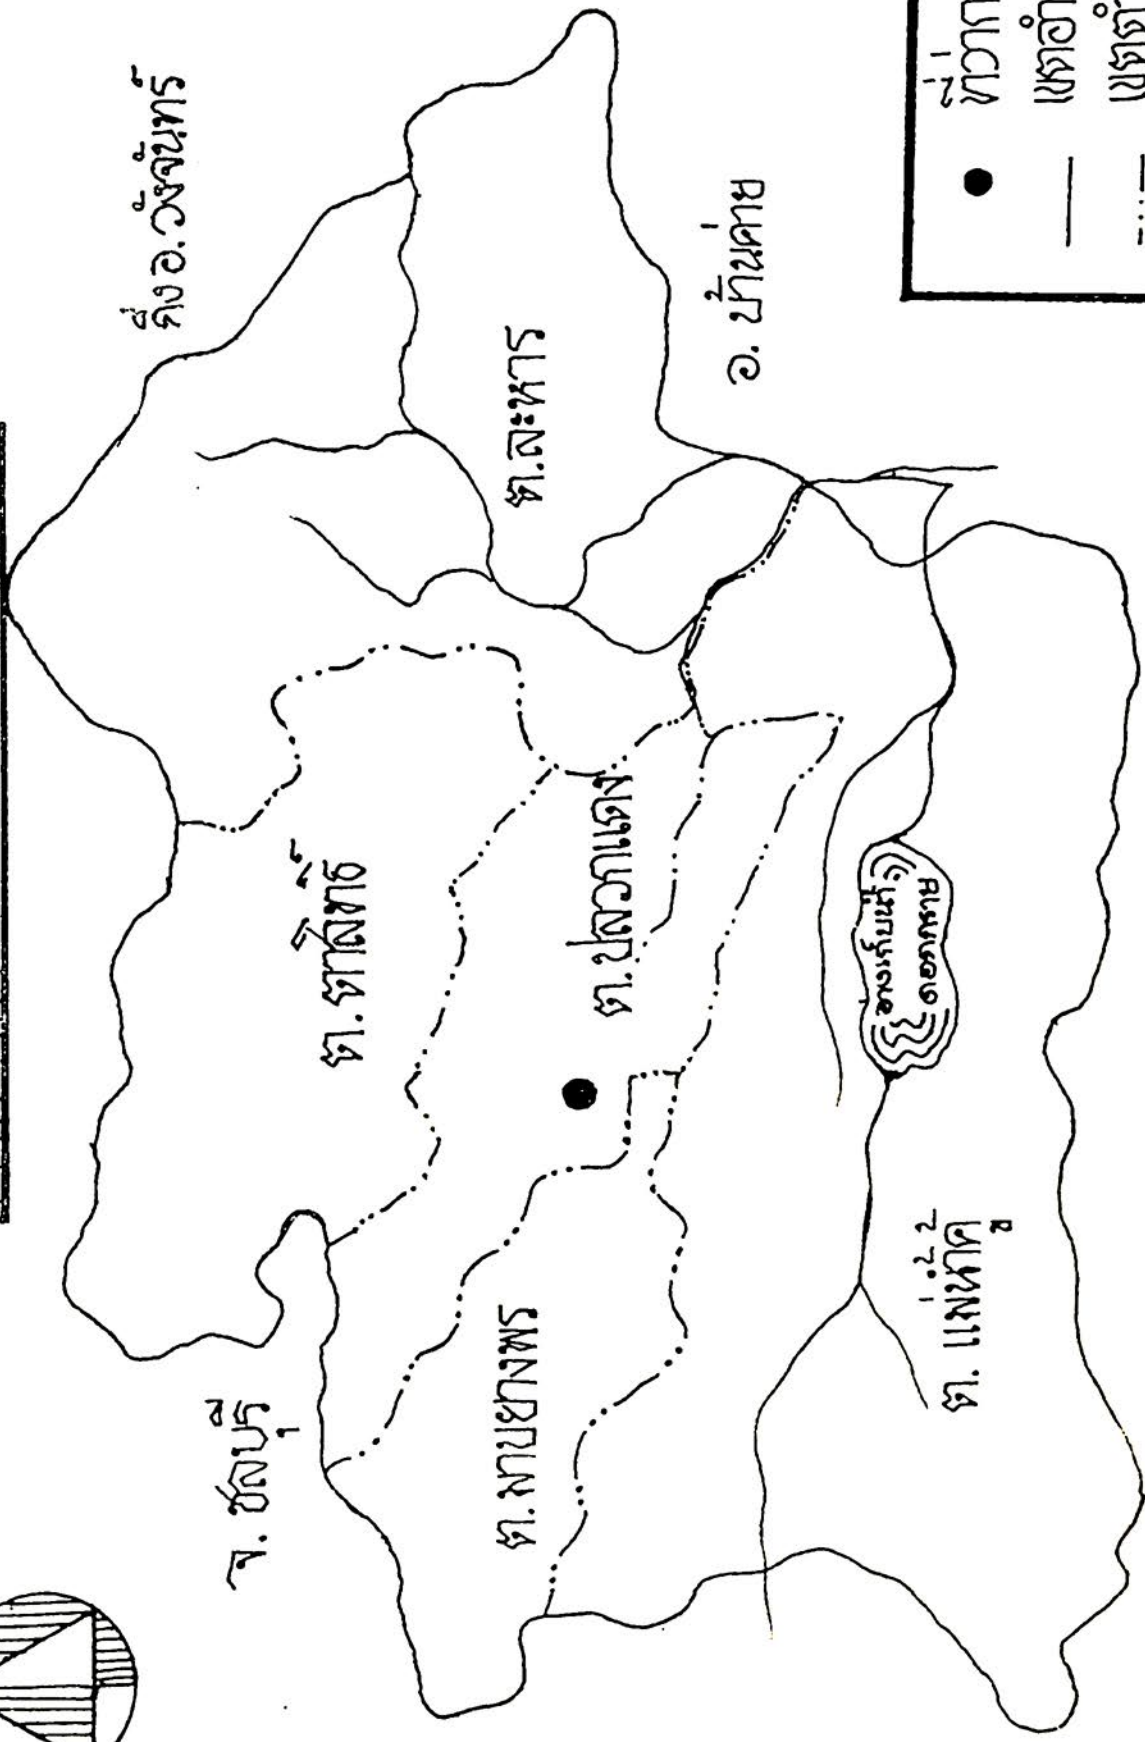 กิ่งอ.วังจันทร์
จ. ชลบุรี
ต.ตาสิทธิ์
ต.ละหาร
อ. บ้านค่าย
ต.ปลวกแดง
ต.มาบยางพร
ต. แม่น้ำคู้